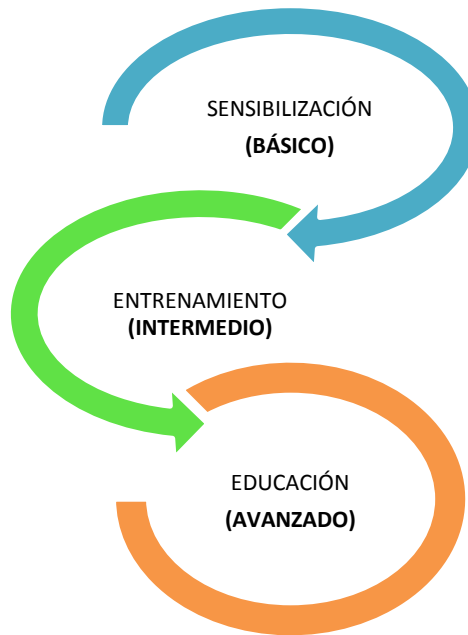 SENSIBILIZACIÓN
(BÁSICO)
ENTRENAMIENTO
(INTERMEDIO)
EDUCACIÓN
(AVANZADO)